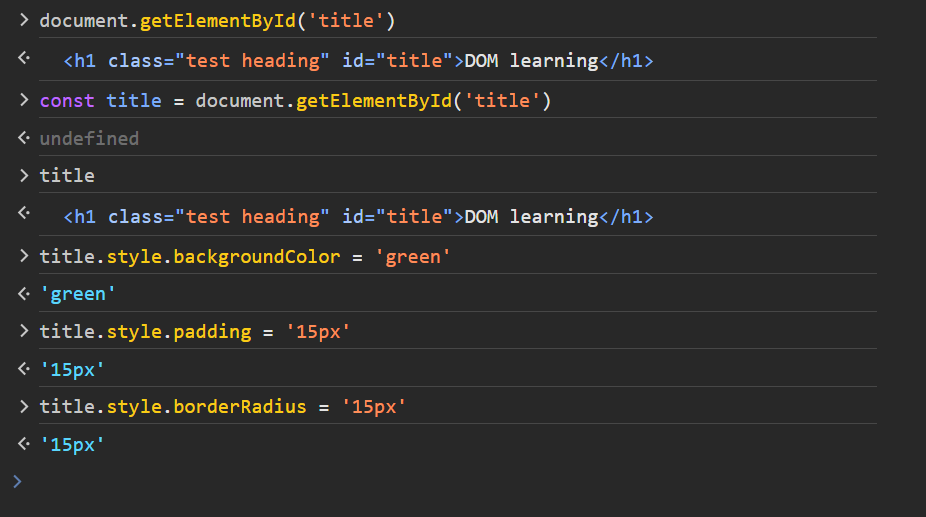 > document.getElementById('title')
<h1 class="test heading" id="title">DOM learning</h1>
> const title = document.getElementById('title')
undefined
> title
<h1 class="test heading" id="title">DOM learning</h1>
> title.style.backgroundColor = 'green'
'green'
> title.style.padding = '15px'
'15px'
> title.style.borderRadius = '15px'
'15px'
>